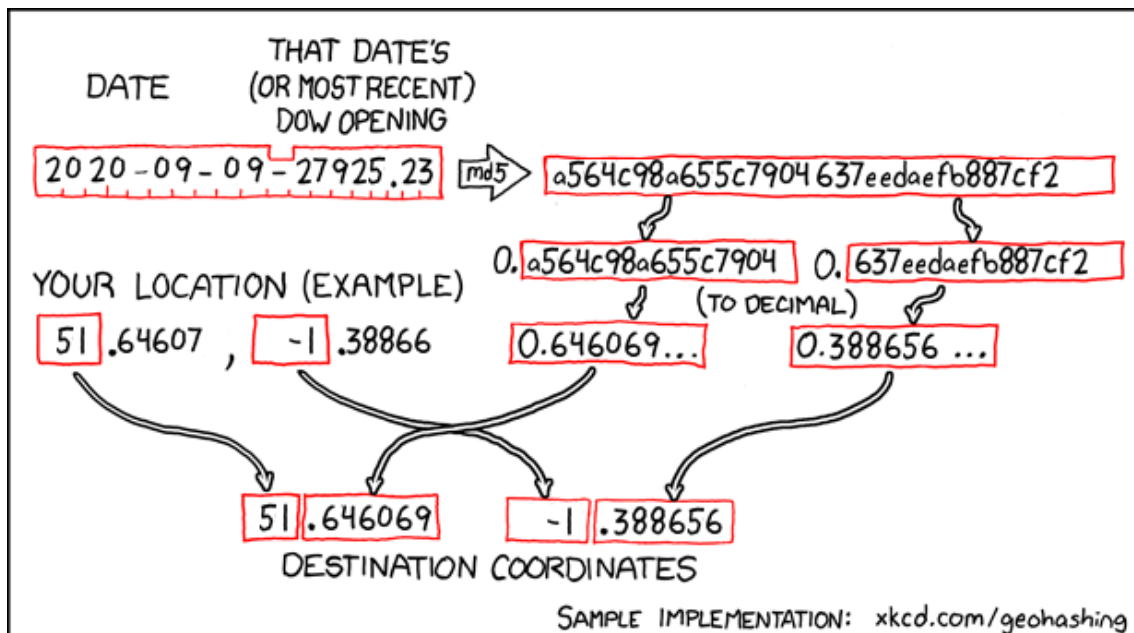 DATE
THAT DATE'S
(OR MOST RECENT)
DOW OPENING
2020-09-09-27925.23
md5
a564c98a655c7904637eedaefb887cf2
0.a564c98a655c7904
0.637eedaefb887cf2
(TO DECIMAL)
YOUR LOCATION (EXAMPLE)
51.64607, -1.38866
0.646069...
0.388656 ...
51.646069
-1.388656
DESTINATION COORDINATES
SAMPLE IMPLEMENTATION: xkcd.com/geohashing